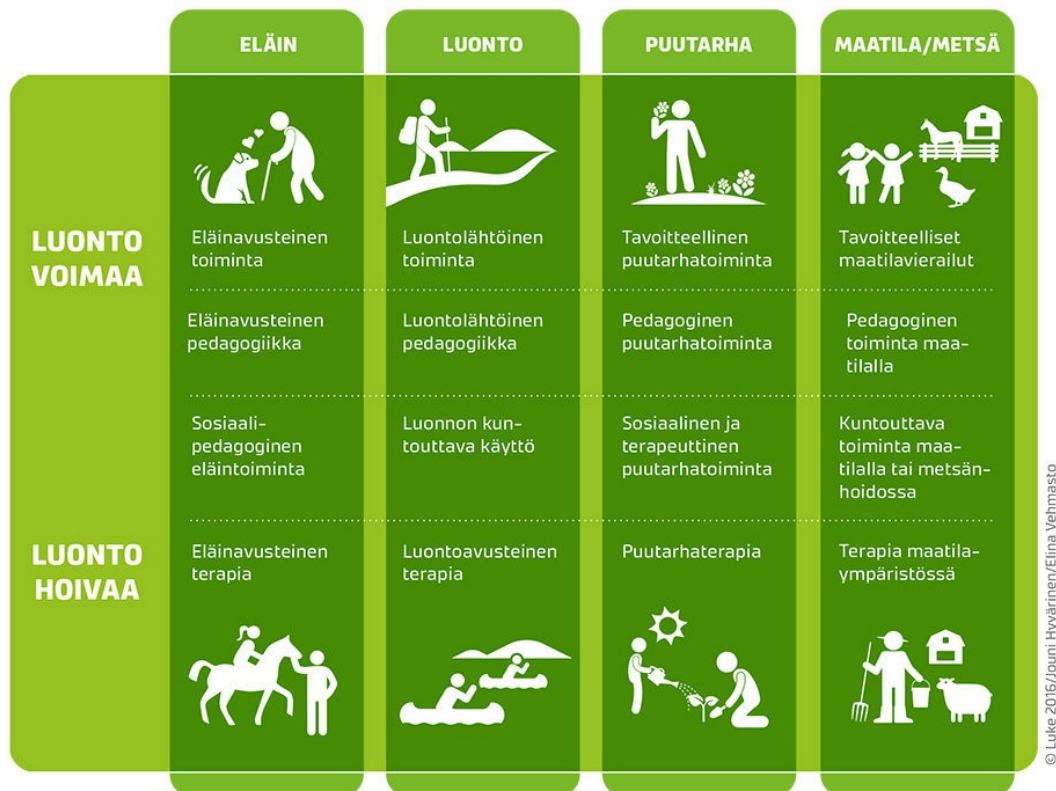 ELÄIN
LUONTO
PUUTARHA
MAATILA/METSÄ
LUONTO
VOIMAA
Eläinavusteinen
toiminta
Luontolähtöinen
toiminta
Tavoitteellinen
puutarhatoiminta
Tavoitteelliset
maatilavierailut
Eläinavusteinen
pedagogiikka
Luontolähtöinen
pedagogiikka
Pedagoginen
puutarhatoiminta
Pedagoginen
toiminta maa-
tilalla
Sosiaali-
pedagoginen
eläintoiminta
Luonnon kun-
touttava käyttö
Sosiaalinen ja
terapeuttinen
puutarhatoiminta
Kuntouttava
toiminta maa-
tilalla tai metsän-
hoidossa
LUONTO
HOIVAA
Eläinavusteinen
terapia
Luontoavusteinen
terapia
Puutarhaterapia
Terapia maatila-
ympäristössä
© Luke 2016/Jouni Hyvärinen/Elina Vehmasto